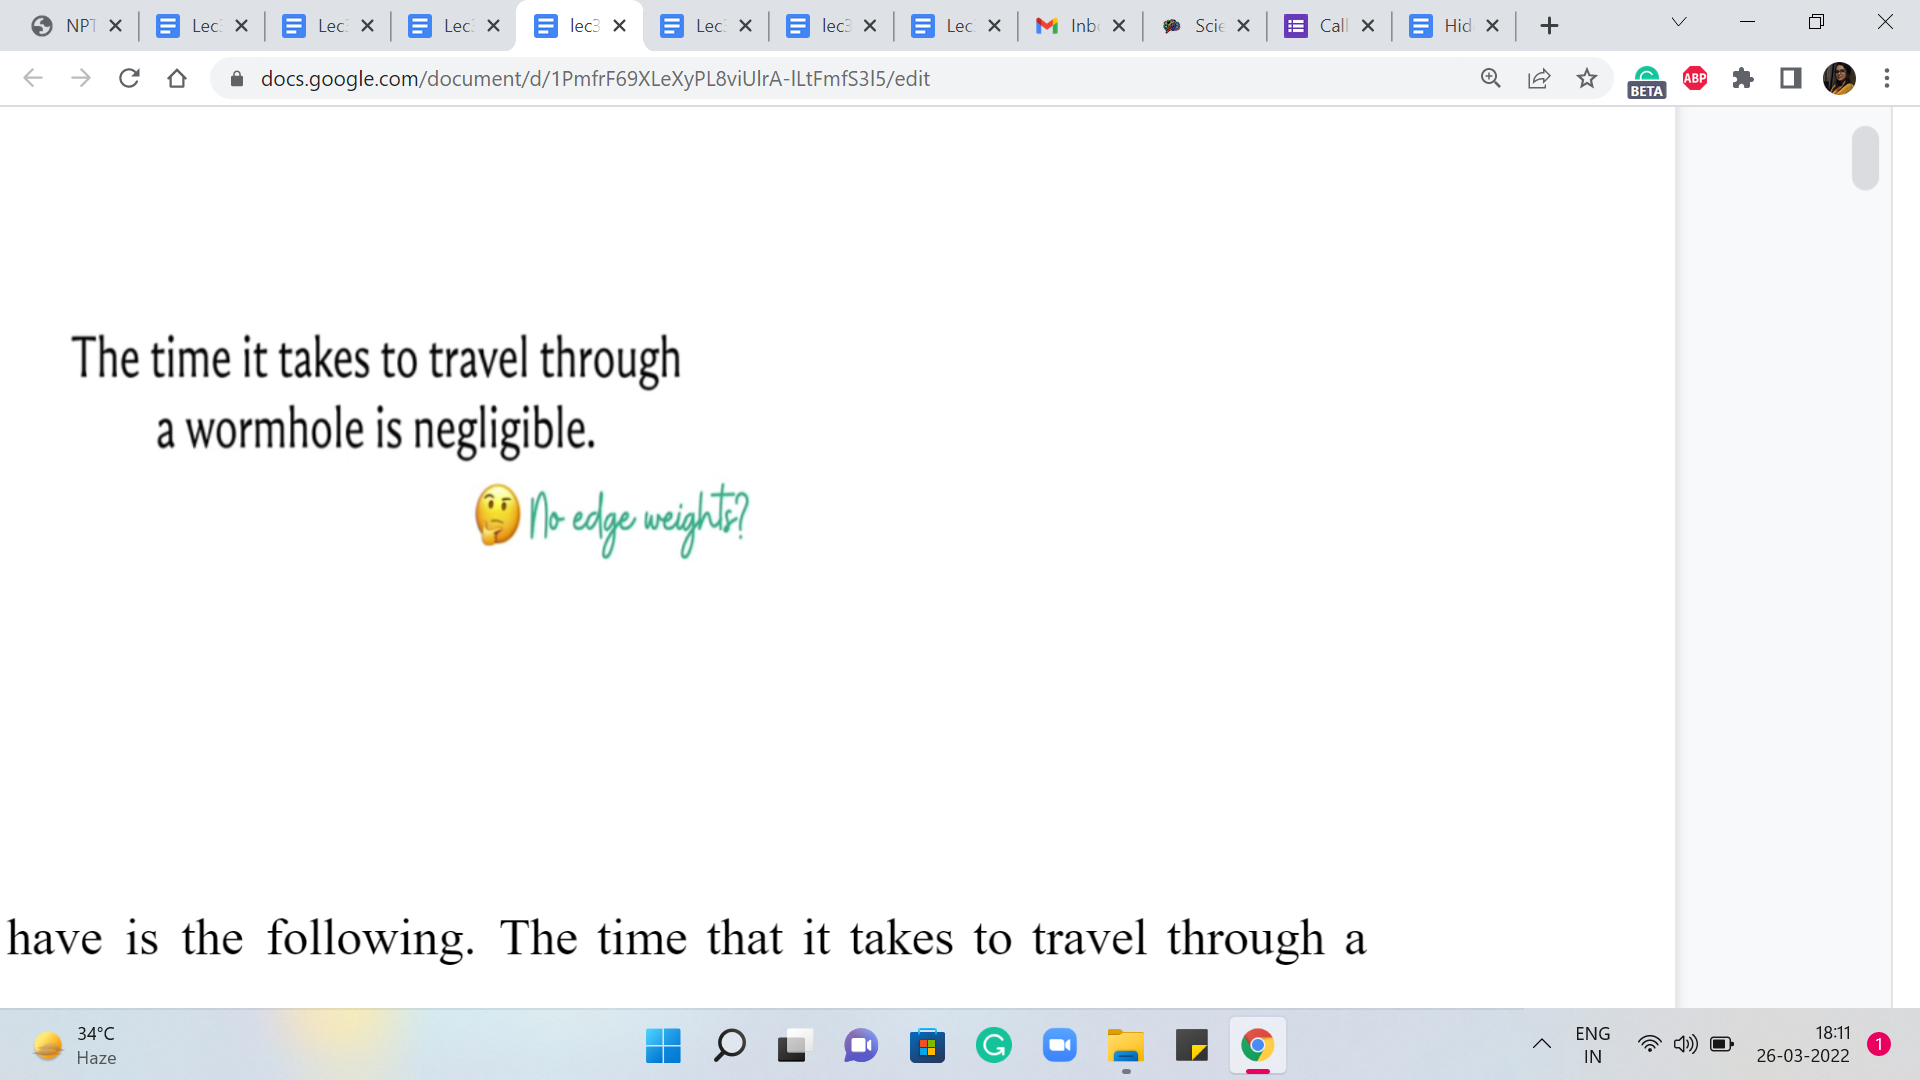 NPT
Lec
Lec
Lec
lec3
Lec
lec3
Lec
Inb
Scie
Call
Hid
docs.google.com/document/d/1PmfrF69XLeXyPL8viUlrA-lLtFmfS3l5/edit
BETA
ABP
The time it takes to travel through
a wormhole is negligible.
No edge weights?
have is the following. The time that it takes to travel through a
34°C
Haze
ENG
IN
18:11
26-03-2022
1